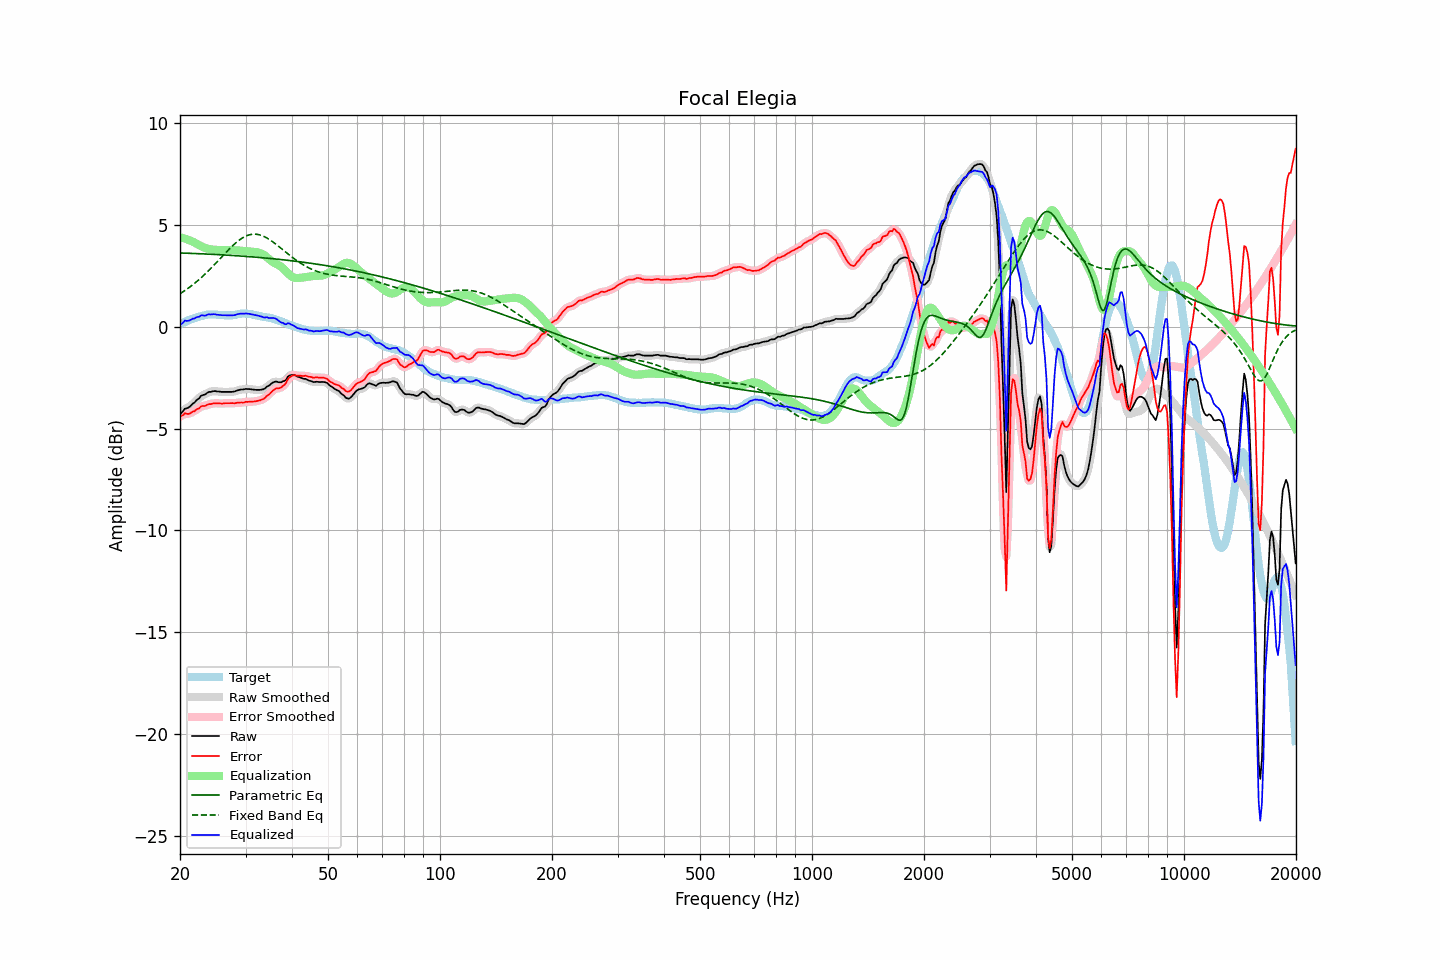 Focal Elegia
10
5
0
−5
−10
−15
−20
−25
Amplitude (dBr)
Target
Raw Smoothed
Error Smoothed
Raw
Error
Equalization
Parametric Eq
Fixed Band Eq
Equalized
20 50 100 200 500 1000 2000 5000 10000 20000
Frequency (Hz)